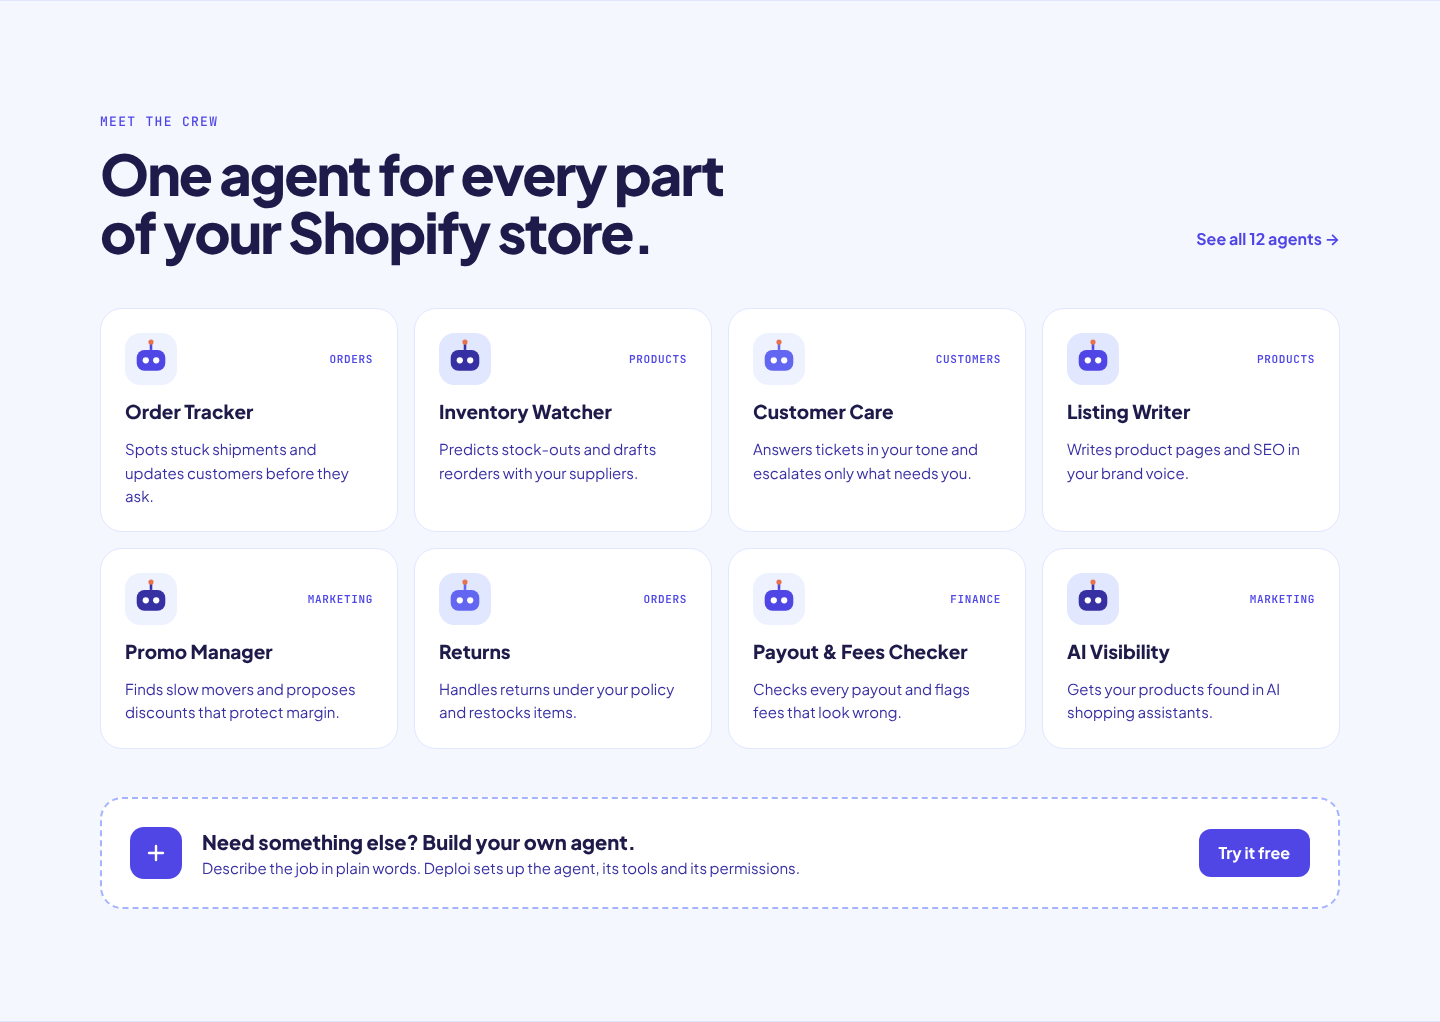 MEET THE CREW
One agent for every part
of your Shopify store.
See all 12 agents →
ORDERS
Order Tracker
Spots stuck shipments and
updates customers before they
ask.
PRODUCTS
Inventory Watcher
Predicts stock-outs and drafts
reorders with your suppliers.
CUSTOMERS
Customer Care
Answers tickets in your tone and
escalates only what needs you.
PRODUCTS
Listing Writer
Writes product pages and SEO in
your brand voice.
MARKETING
Promo Manager
Finds slow movers and proposes
discounts that protect margin.
ORDERS
Returns
Handles returns under your policy
and restocks items.
FINANCE
Payout & Fees Checker
Checks every payout and flags
fees that look wrong.
MARKETING
AI Visibility
Gets your products found in AI
shopping assistants.
Need something else? Build your own agent.
Describe the job in plain words. Deploi sets up the agent, its tools and its permissions.
Try it free